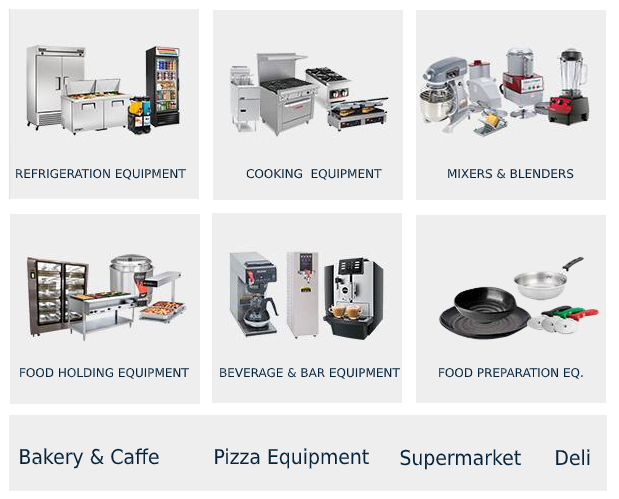 REFRIGERATION EQUIPMENT
COOKING EQUIPMENT
MIXERS & BLENDERS
FOOD HOLDING EQUIPMENT
BEVERAGE & BAR EQUIPMENT
FOOD PREPARATION EQ.
Bakery & Caffe
Pizza Equipment
Supermarket
Deli